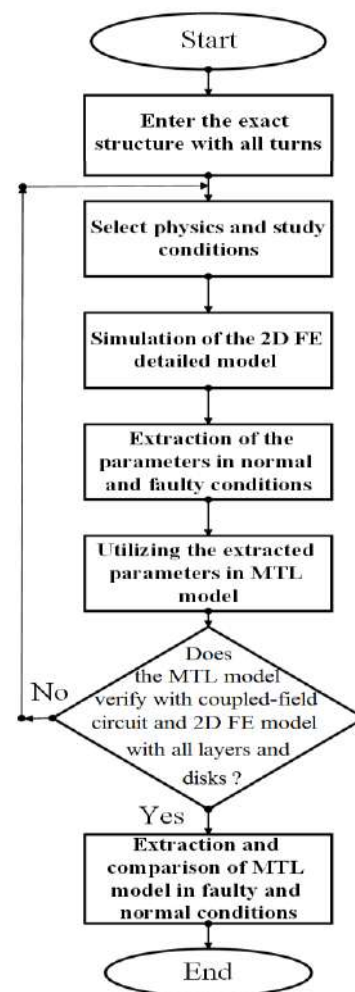 Start
Enter the exact
structure with all turns
Select physics and study
conditions
Simulation of the 2D FE
detailed model
Extraction of the
parameters in normal
and faulty conditions
Utilizing the extracted
parameters in MTL
model
Does
the MTL model
verify with coupled-field
circuit and 2D FE model
with all layers and
disks ?
No
Yes
Extraction and
comparison of MTL
model in faulty and
normal conditions
End